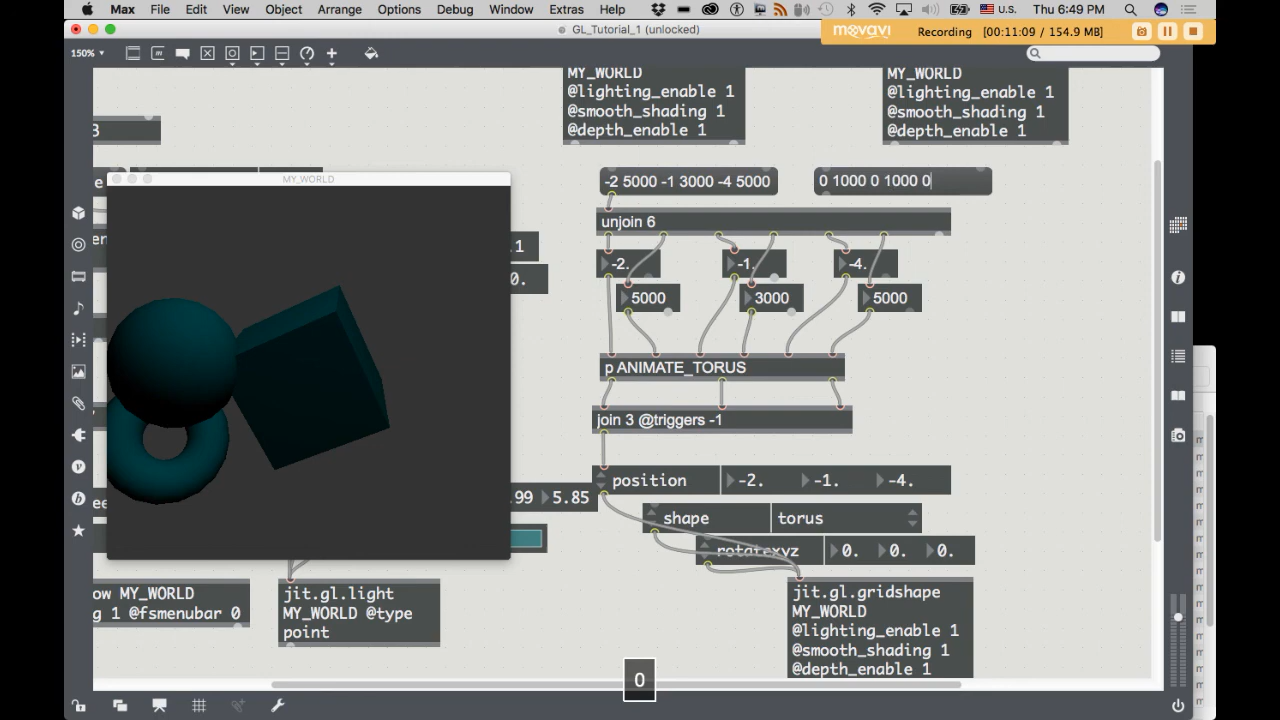 Max File Edit View Object Arrange Options Debug Window Extras Help U.S. Thu 6:49 PM
GL_Tutorial_1 (unlocked)
movavi Recording (00:11:09 / 154.9 MB)
150%
MY_WORLD
@lighting_enable 1
@smooth_shading 1
@depth_enable 1
MY_WORLD
@lighting_enable 1
@smooth_shading 1
@depth_enable 1
3
MY_WORLD
-2 5000 -1 3000 -4 5000
0 1000 0 1000 0
unjoin 6
-2. -1. -4.
5000 3000 5000
p ANIMATE_TORUS
join 3 @triggers -1
position -2. -1. -4.
.99 5.85
shape torus
rotatexyz 0. 0. 0.
ow MY_WORLD
g 1 @fsmenubar 0
jit.gl.light
MY_WORLD @type
point
jit.gl.gridshape
MY_WORLD
@lighting_enable 1
@smooth_shading 1
@depth_enable 1
0